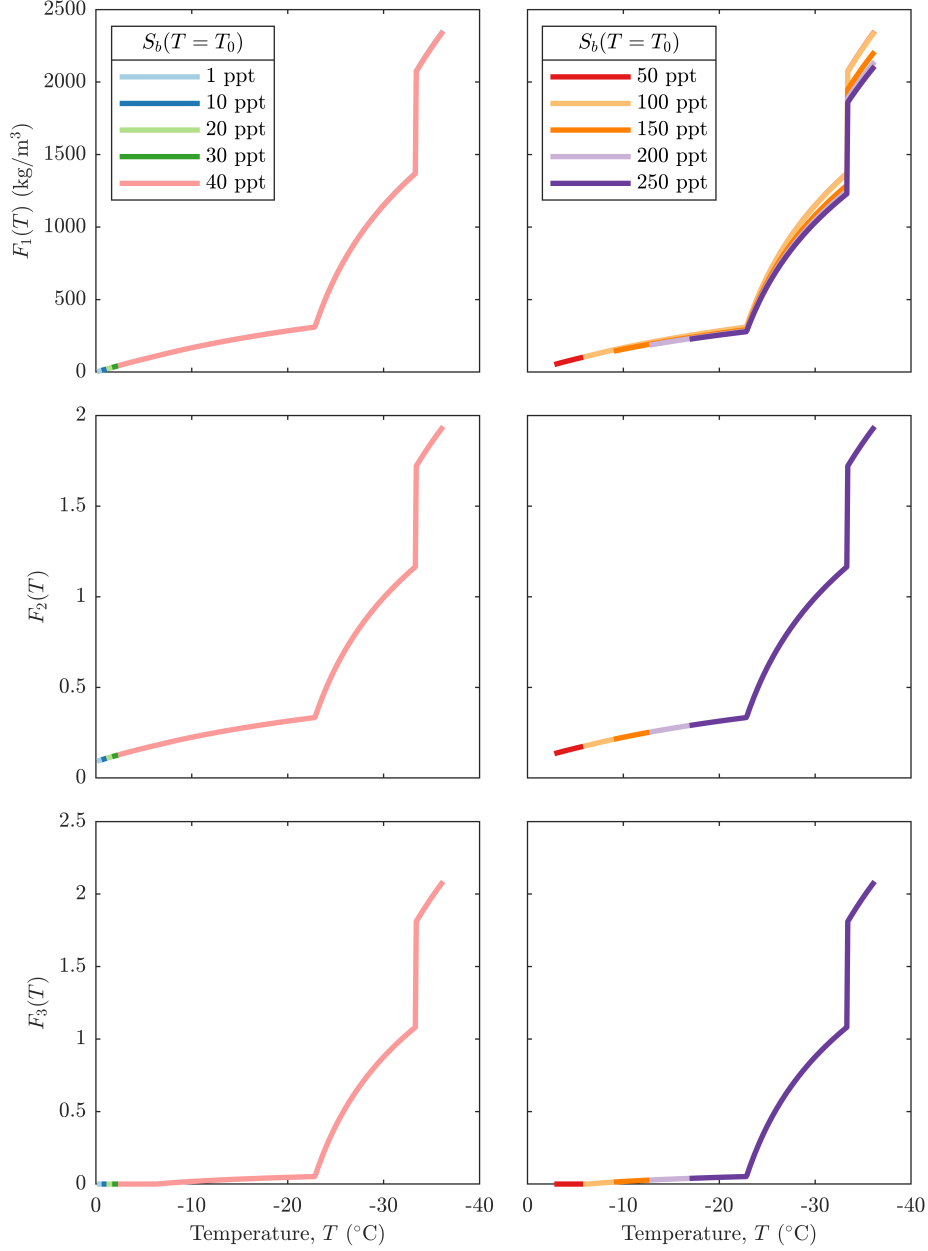 2500
2000
1500
1000
500
0
F₁(T) (kg/m³)
S_b(T = T₀)
1 ppt
10 ppt
20 ppt
30 ppt
40 ppt
S_b(T = T₀)
50 ppt
100 ppt
150 ppt
200 ppt
250 ppt
2
1.5
1
0.5
0
F₂(T)
2.5
2
1.5
1
0.5
0
F₃(T)
0 -10 -20 -30 -40
Temperature, T (°C)
0 -10 -20 -30 -40
Temperature, T (°C)